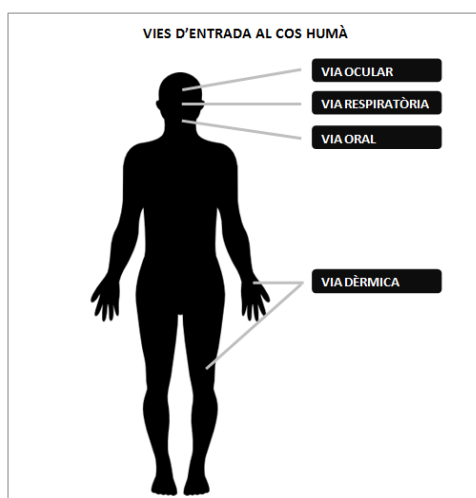 VIES D'ENTRADA AL COS HUMÀ
VIA OCULAR
VIA RESPIRATÒRIA
VIA ORAL
VIA DÈRMICA